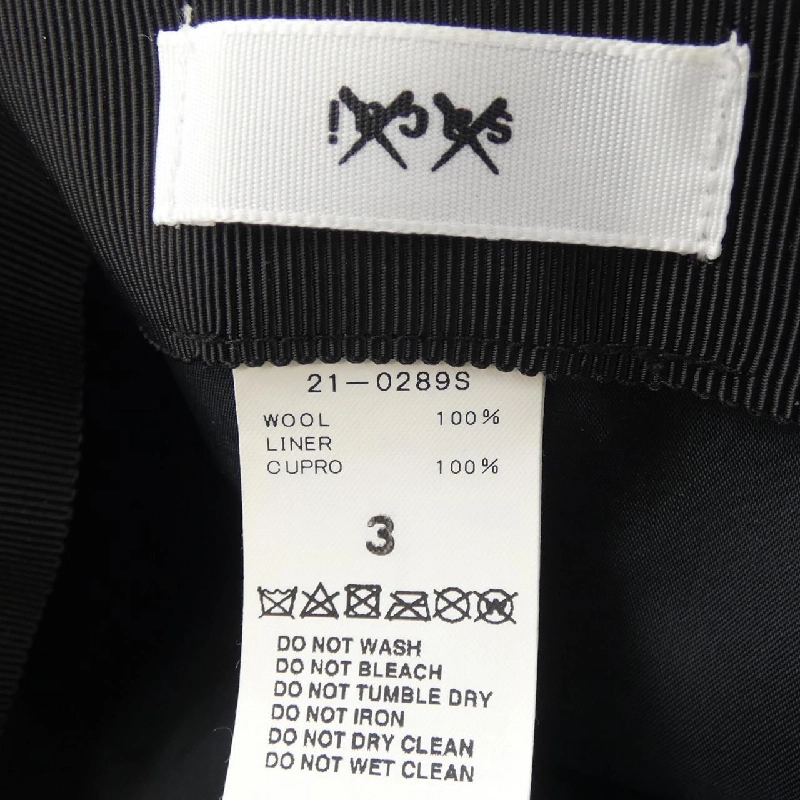 sacai
21-0289S
WOOL 100%
LINER
CUPRO 100%
3
DO NOT WASH
DO NOT BLEACH
DO NOT TUMBLE DRY
DO NOT IRON
DO NOT DRY CLEAN
DO NOT WET CLEAN